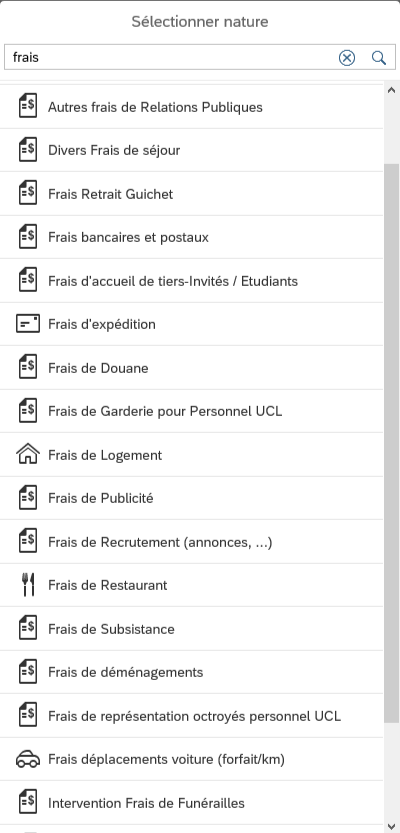 Sélectionner nature
frais
Autres frais de Relations Publiques
Divers Frais de séjour
Frais Retrait Guichet
Frais bancaires et postaux
Frais d'accueil de tiers-Invités / Etudiants
Frais d'expédition
Frais de Douane
Frais de Garderie pour Personnel UCL
Frais de Logement
Frais de Publicité
Frais de Recrutement (annonces, ...)
Frais de Restaurant
Frais de Subsistance
Frais de déménagements
Frais de représentation octroyés personnel UCL
Frais déplacements voiture (forfait/km)
Intervention Frais de Funérailles